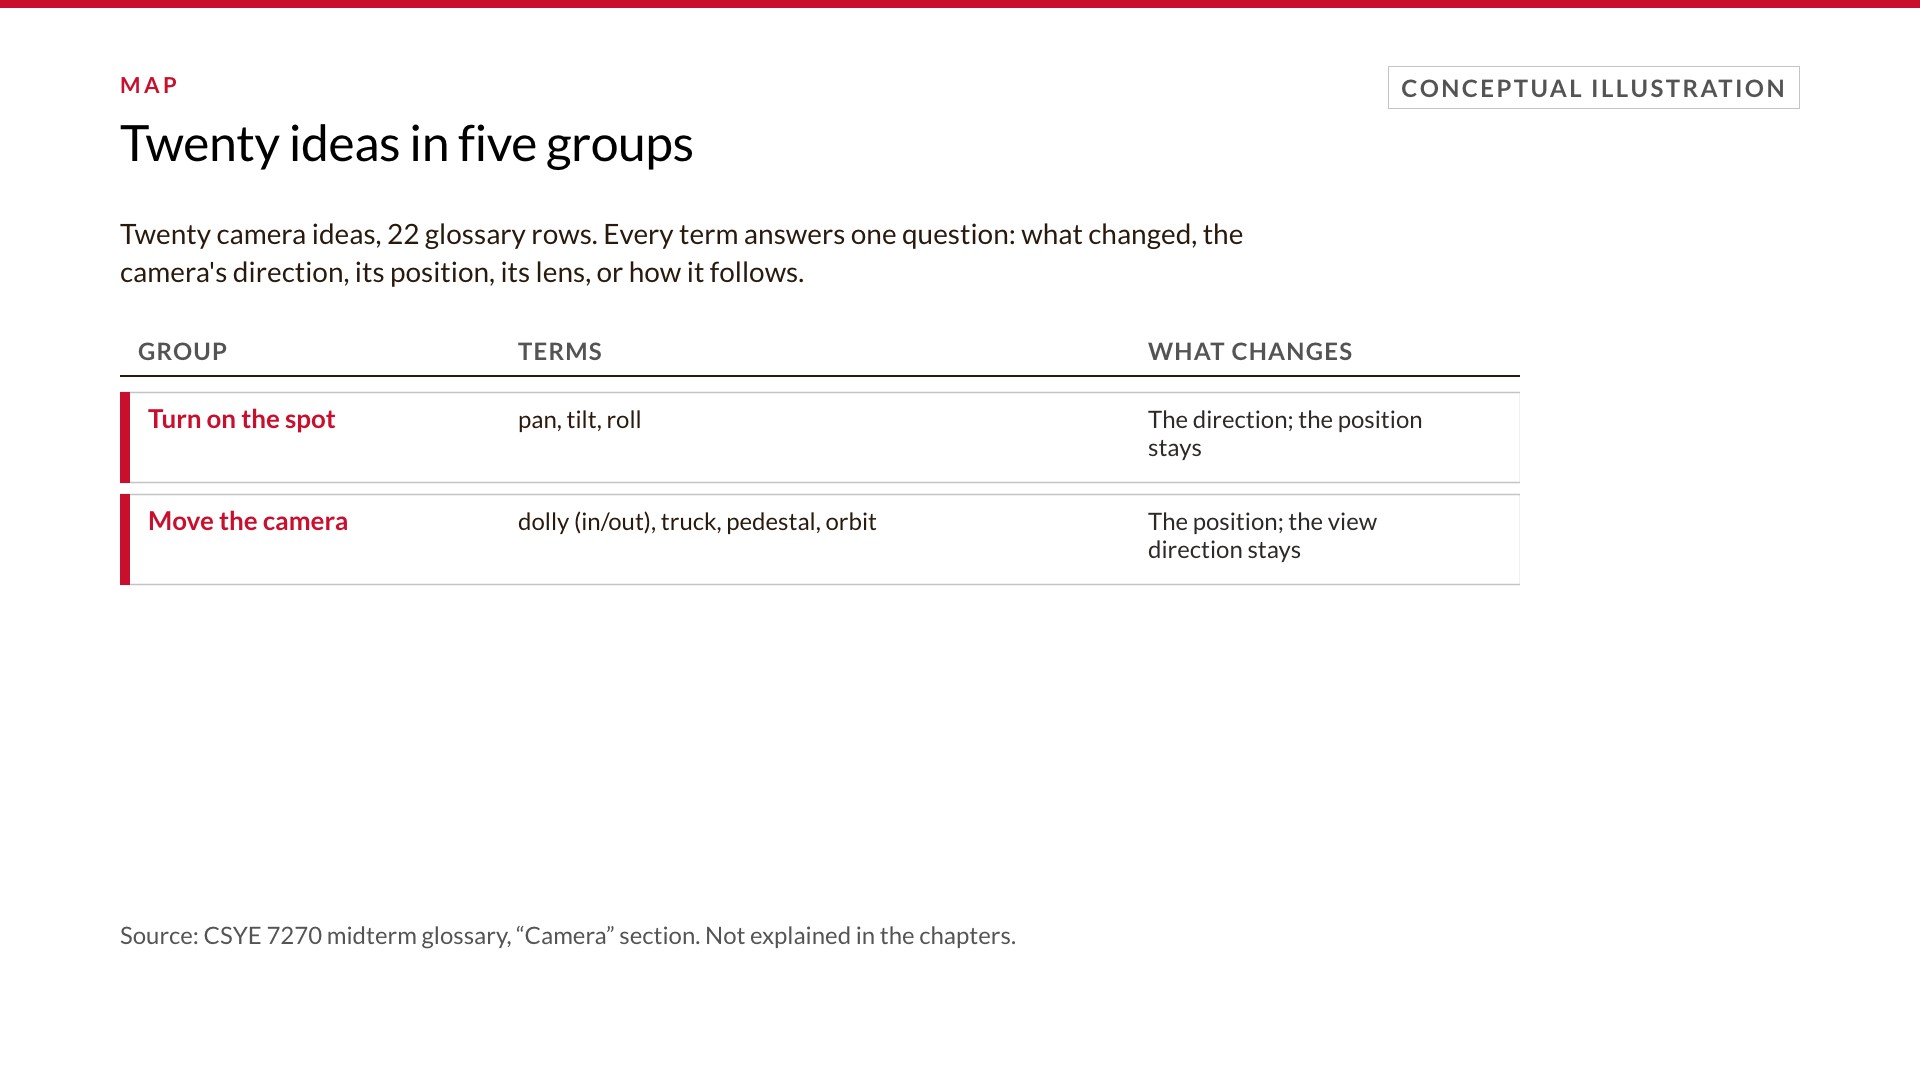 MAP
CONCEPTUAL ILLUSTRATION
Twenty ideas in five groups
Twenty camera ideas, 22 glossary rows. Every term answers one question: what changed, the
camera's direction, its position, its lens, or how it follows.
GROUP TERMS WHAT CHANGES
Turn on the spot pan, tilt, roll The direction; the position
stays
Move the camera dolly (in/out), truck, pedestal, orbit The position; the view
direction stays
Source: CSYE 7270 midterm glossary, “Camera” section. Not explained in the chapters.